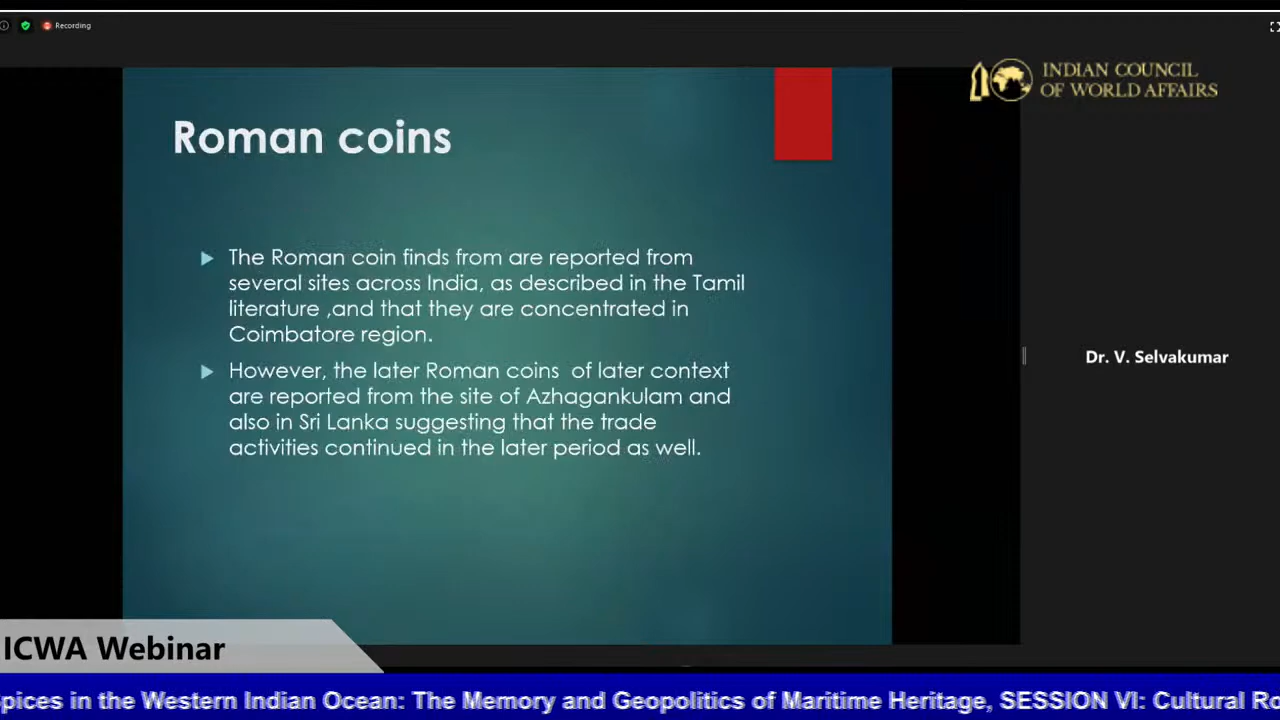 Recording
INDIAN COUNCIL
OF WORLD AFFAIRS
Roman coins
The Roman coin finds from are reported from
several sites across India, as described in the Tamil
literature ,and that they are concentrated in
Coimbatore region.
However, the later Roman coins of later context
are reported from the site of Azhagankulam and
also in Sri Lanka suggesting that the trade
activities continued in the later period as well.
Dr. V. Selvakumar
ICWA Webinar
pices in the Western Indian Ocean: The Memory and Geopolitics of Maritime Heritage, SESSION VI: Cultural Ro